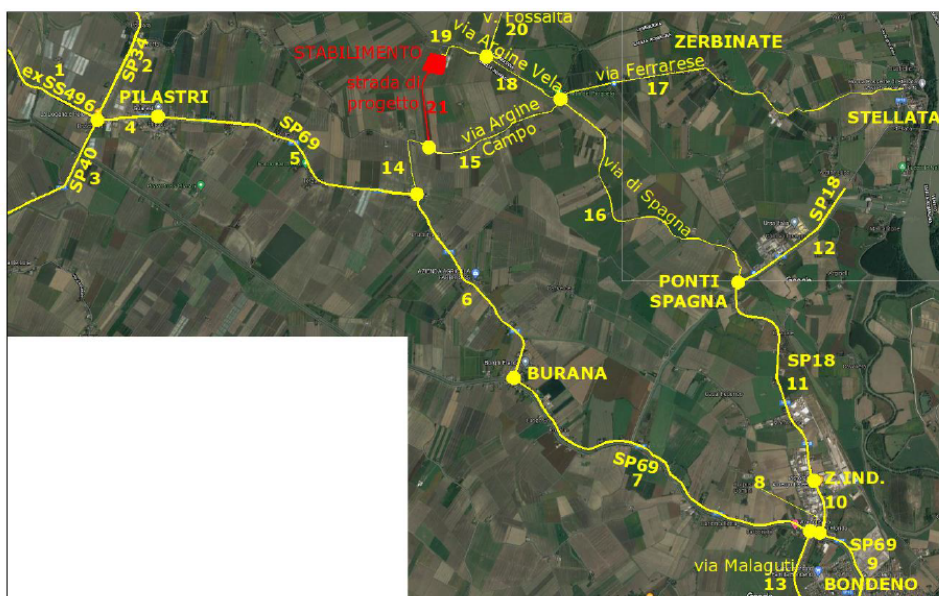 v. Fossalta
20
19
STABILIMENTO
via Argine Vela
18
ZERBINATE
via Ferrarese
17
STELLATA
1
exSS496
SP34
2
PILASTRI
4
SP40
3
SP69
5
strada di
progetto
21
14
via Argine
Campo
15
via di Spagna
16
SP18
12
PONTI
SPAGNA
6
BURANA
SP18
11
SP69
7
8
Z.IND.
10
SP69
9
via Malaguti
13
BONDENO